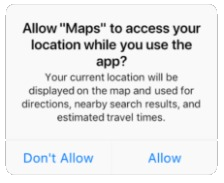 Allow "Maps" to access your
location while you use the
app?
Your current location will be
displayed on the map and used for
directions, nearby search results, and
estimated travel times.
Don't Allow
Allow